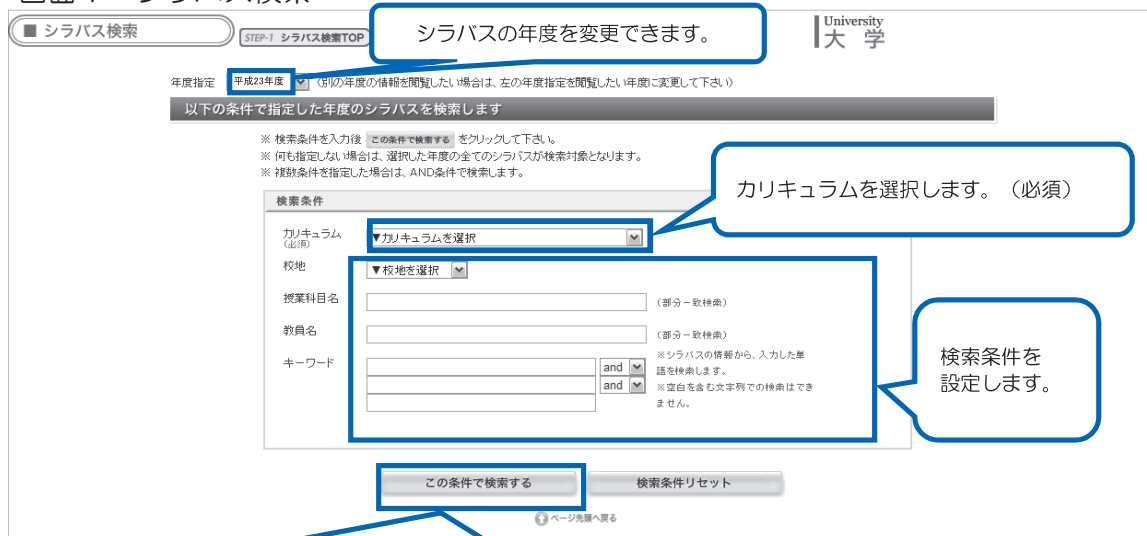 ■ シラバス検索
STEP-1 シラバス検索TOP
シラバスの年度を変更できます。
University
大 学
年度指定 平成23年度 (別の年度の情報を閲覧したい場合は、左の年度指定を閲覧したい年度に変更して下さい)
以下の条件で指定した年度のシラバスを検索します
※ 検索条件を入力後 この条件で検索する をクリックして下さい。
※ 何も指定しない場合は、選択した年度の全てのシラバスが検索対象となります。
※ 複数条件を指定した場合は、AND条件で検索します。
カリキュラムを選択します。（必須）
検索条件
カリキュラム
(必須)
▼カリキュラムを選択
校地
▼校地を選択
授業科目名
(部分一致検索)
教員名
(部分一致検索)
キーワード
and
and
※シラバスの情報から、入力した単
語を検索します。
※空白を含む文字列での検索はでき
ません。
検索条件を
設定します。
この条件で検索する
検索条件リセット
ページ先頭へ戻る